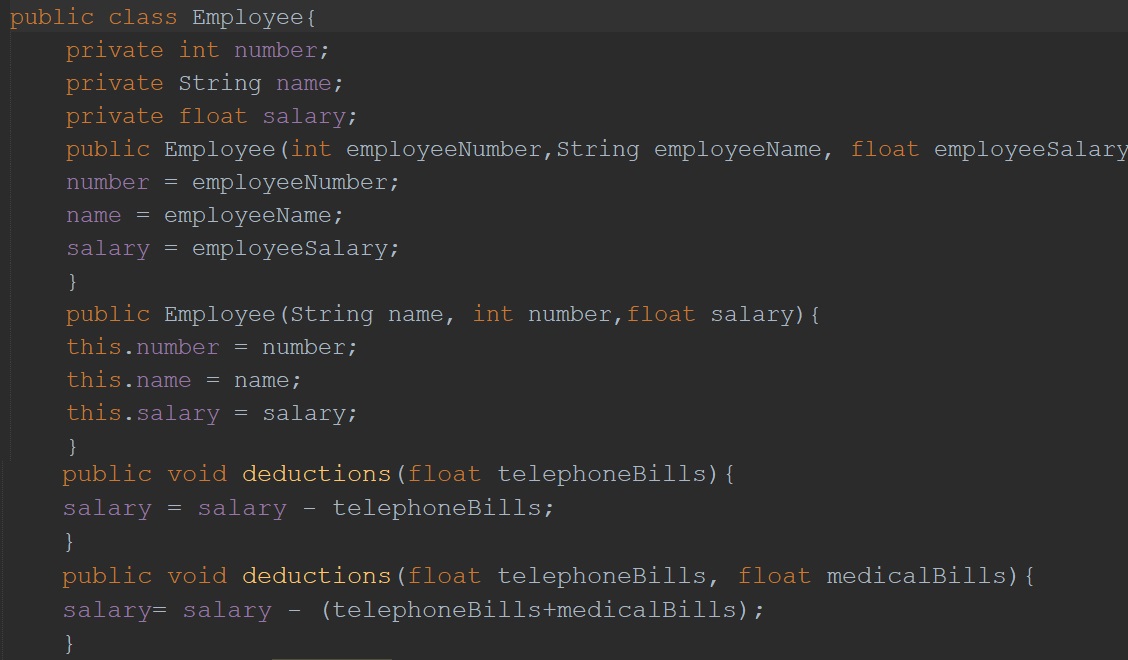 public class Employee{
private int number;
private String name;
private float salary;
public Employee(int employeeNumber,String employeeName, float employeeSalary
number = employeeNumber;
name = employeeName;
salary = employeeSalary;
}
public Employee(String name, int number,float salary){
this.number = number;
this.name = name;
this.salary = salary;
}
public void deductions(float telephoneBills){
salary = salary - telephoneBills;
}
public void deductions(float telephoneBills, float medicalBills){
salary= salary - (telephoneBills+medicalBills);
}